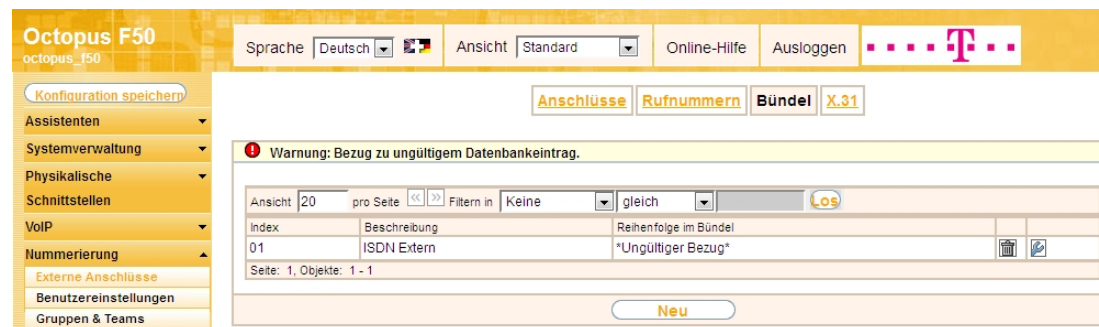 Octopus F50
octopus_f50
Sprache Deutsch Ansicht Standard Online-Hilfe Ausloggen T
Konfiguration speichern
Assistenten
Systemverwaltung
Physikalische
Schnittstellen
VoIP
Nummerierung
Externe Anschlüsse
Benutzereinstellungen
Gruppen & Teams
Anschlüsse Rufnummern Bündel X.31
Warnung: Bezug zu ungültigem Datenbankeintrag.
Ansicht 20 pro Seite << >> Filtern in Keine gleich Los
Index Beschreibung Reihenfolge im Bündel
01 ISDN Extern *Ungültiger Bezug*
Seite: 1, Objekte: 1 - 1
Neu